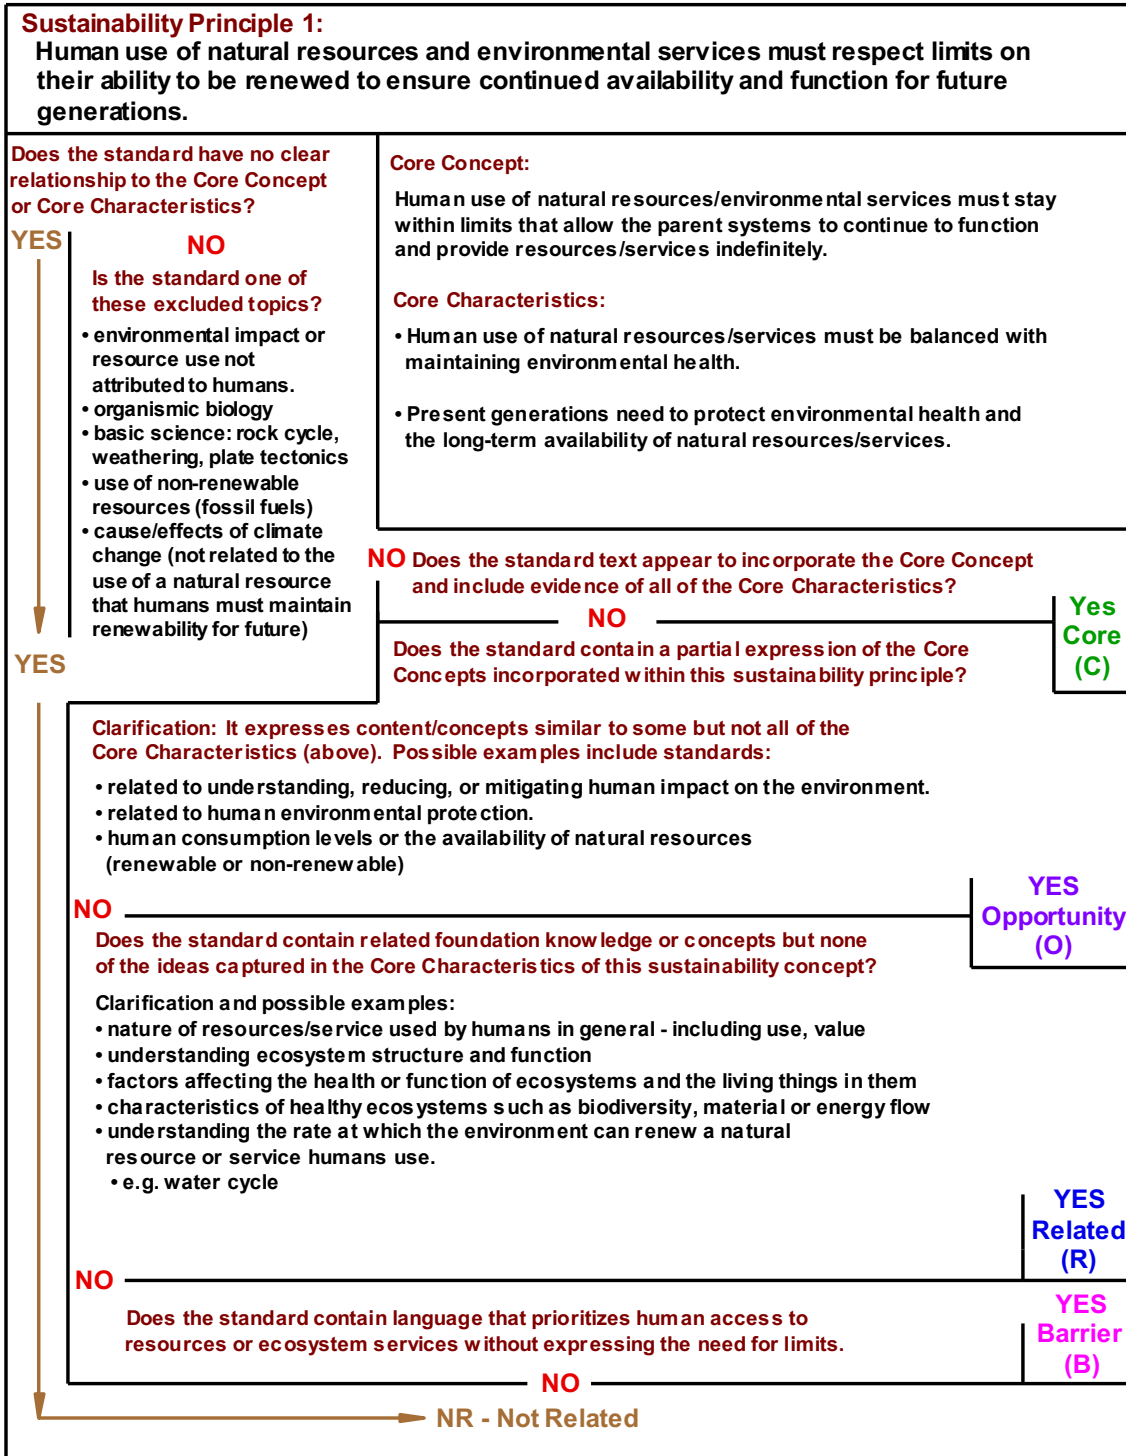 Sustainability Principle 1:
Human use of natural resources and environmental services must respect limits on
their ability to be renewed to ensure continued availability and function for future
generations.
Does the standard have no clear
relationship to the Core Concept
or Core Characteristics?
YES
NO
Is the standard one of
these excluded topics?
• environmental impact or
resource use not
attributed to humans.
• organismic biology
• basic science: rock cycle,
weathering, plate tectonics
• use of non-renewable
resources (fossil fuels)
• cause/effects of climate
change (not related to the
use of a natural resource
that humans must maintain
renewability for future)
YES
Core Concept:
Human use of natural resources/environmental services must stay
within limits that allow the parent systems to continue to function
and provide resources/services indefinitely.
Core Characteristics:
• Human use of natural resources/services must be balanced with
maintaining environmental health.
• Present generations need to protect environmental health and
the long-term availability of natural resources/services.
NO Does the standard text appear to incorporate the Core Concept
and include evidence of all of the Core Characteristics?
Yes
Core
(C)
NO
Does the standard contain a partial expression of the Core
Concepts incorporated within this sustainability principle?
Clarification: It expresses content/concepts similar to some but not all of the
Core Characteristics (above). Possible examples include standards:
• related to understanding, reducing, or mitigating human impact on the environment.
• related to human environmental protection.
• human consumption levels or the availability of natural resources
(renewable or non-renewable)
YES
Opportunity
(O)
NO
Does the standard contain related foundation knowledge or concepts but none
of the ideas captured in the Core Characteristics of this sustainability concept?
Clarification and possible examples:
• nature of resources/service used by humans in general - including use, value
• understanding ecosystem structure and function
• factors affecting the health or function of ecosystems and the living things in them
• characteristics of healthy ecosystems such as biodiversity, material or energy flow
• understanding the rate at which the environment can renew a natural
resource or service humans use.
• e.g. water cycle
YES
Related
(R)
NO
Does the standard contain language that prioritizes human access to
resources or ecosystem services without expressing the need for limits.
YES
Barrier
(B)
NO
NR - Not Related